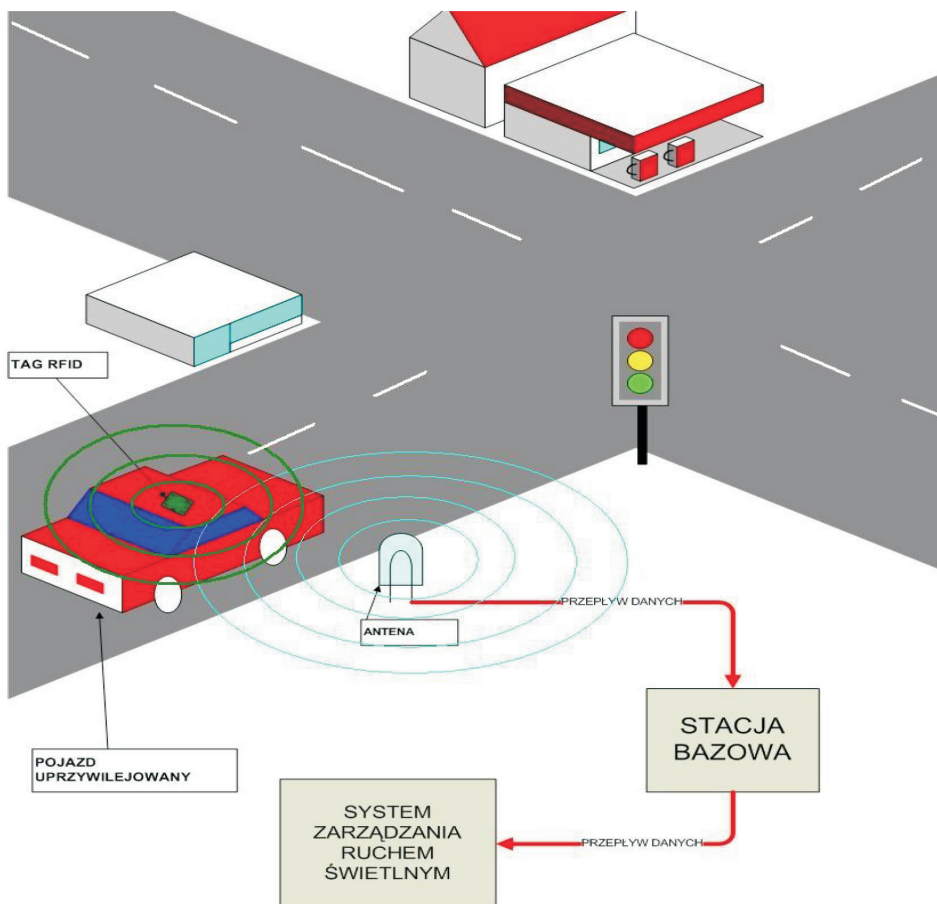 TAG RFID
ANTENA
PRZEPŁYW DANYCH
STACJA
BAZOWA
POJAZD
UPRZYWILEJOWANY
SYSTEM
ZARZĄDZANIA
RUCHEM
ŚWIETLNYM
PRZEPŁYW DANYCH